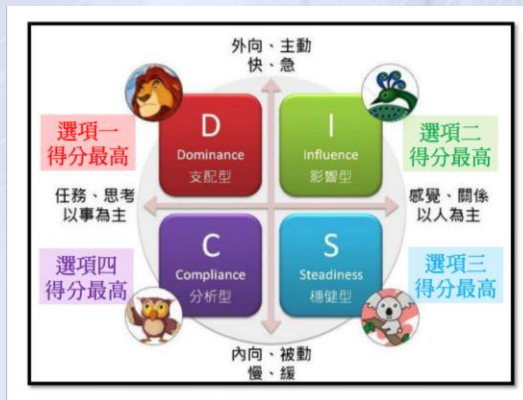 外向、主動
快、急
選項一
得分最高
D
Dominance
支配型
I
Influence
影響型
選項二
得分最高
任務、思考
以事為主
感覺、關係
以人為主
選項四
得分最高
C
Compliance
分析型
S
Steadiness
穩健型
選項三
得分最高
內向、被動
慢、緩